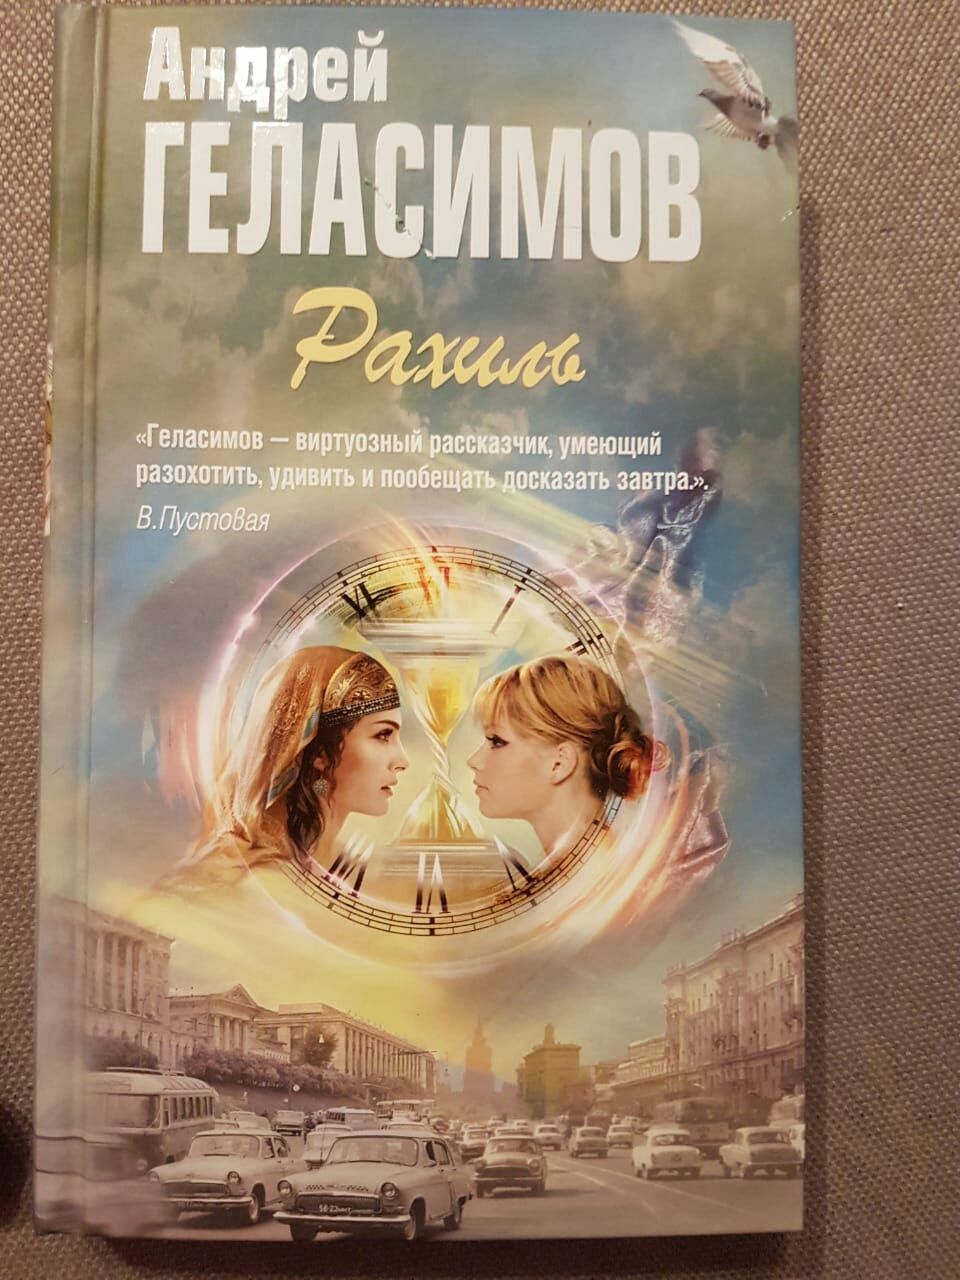 Андрей
ГЕЛАСИМОВ
Рахиль
«Геласимов – виртуозный рассказчик, умеющий
разохотить, удивить и пообещать досказать завтра.».
В.Пустовая